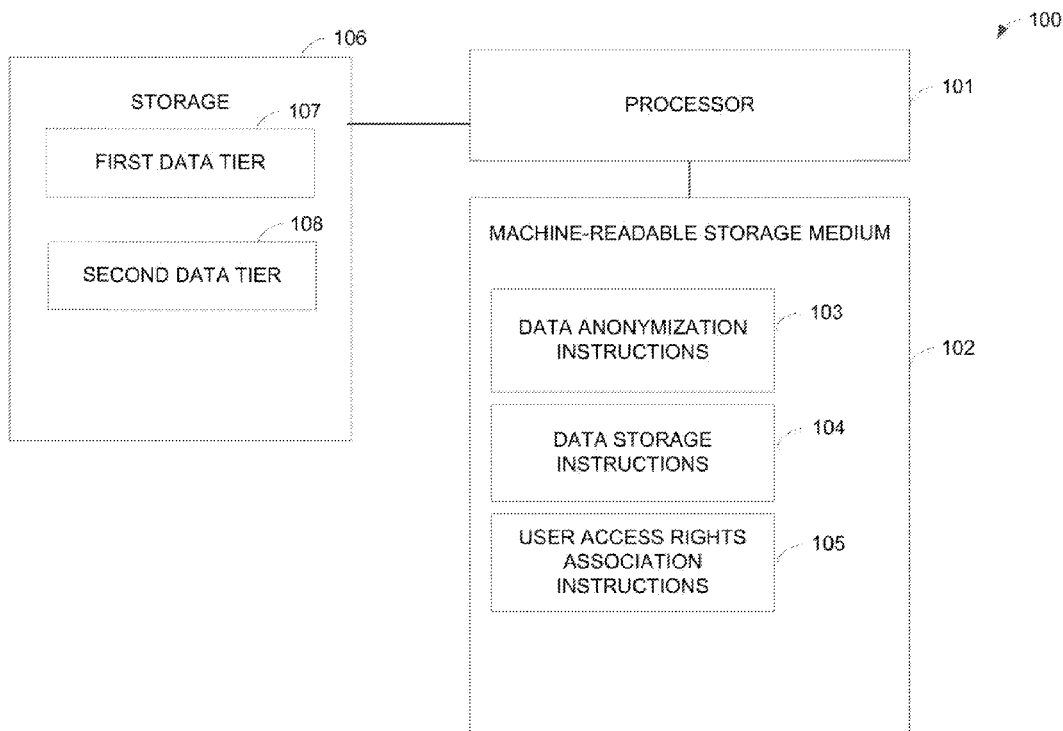 100
106
STORAGE
107
FIRST DATA TIER
108
SECOND DATA TIER
PROCESSOR
101
MACHINE-READABLE STORAGE MEDIUM
102
DATA ANONYMIZATION
INSTRUCTIONS
103
DATA STORAGE
INSTRUCTIONS
104
USER ACCESS RIGHTS
ASSOCIATION
INSTRUCTIONS
105